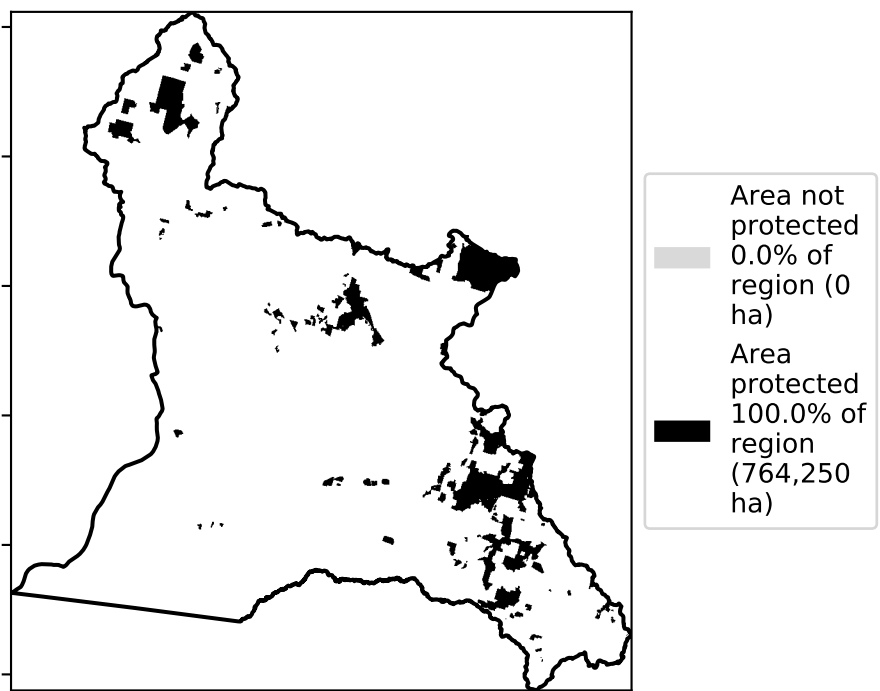 Area not
protected
0.0% of
region (0
ha)
Area
protected
100.0% of
region
(764,250
ha)